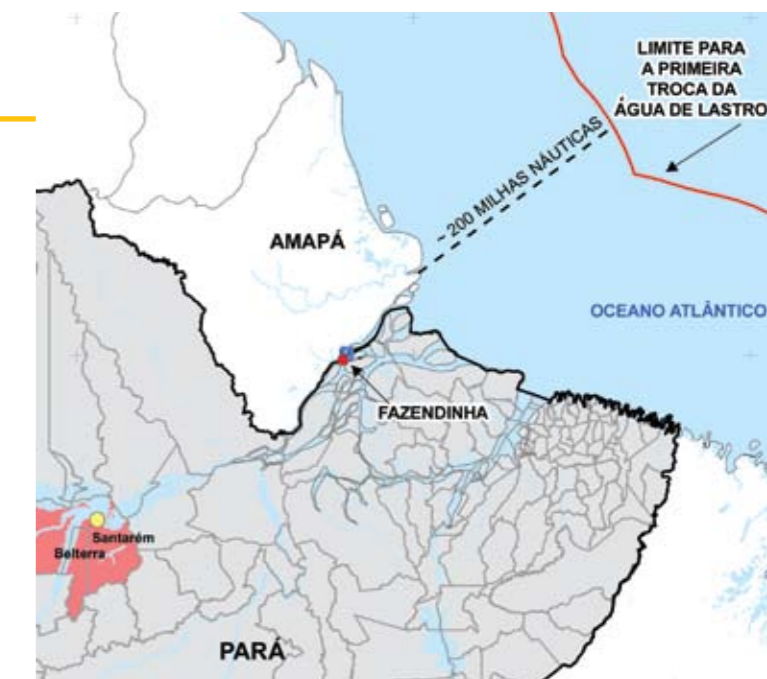 LIMITE PARA
A PRIMEIRA
TROCA DA
ÁGUA DE LASTRO
~ 200 MILHAS NÁUTICAS
AMAPÁ
OCEANO ATLÂNTICO
FAZENDINHA
Santarém
Belterra
PARÁ